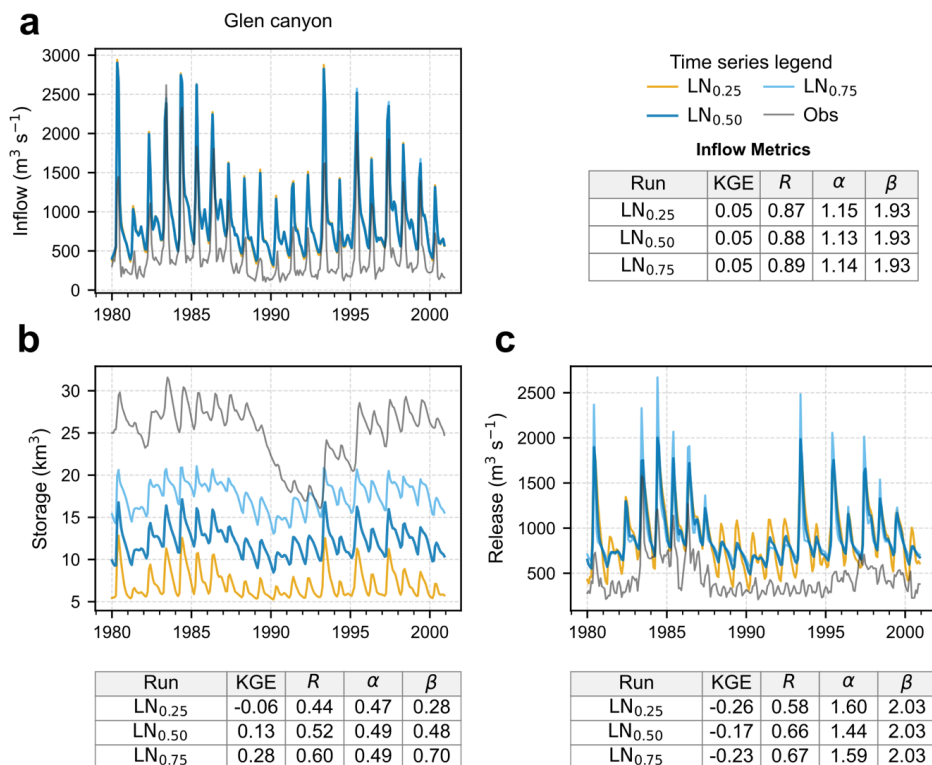 a
Glen canyon
Inflow (m³ s⁻¹)
3000
2500
2000
1500
1000
500
0
1980 1985 1990 1995 2000
Time series legend
LN₀.₂₅ LN₀.₇₅
LN₀.₅₀ Obs
Inflow Metrics
Run KGE R α β
LN₀.₂₅ 0.05 0.87 1.15 1.93
LN₀.₅₀ 0.05 0.88 1.13 1.93
LN₀.₇₅ 0.05 0.89 1.14 1.93
b
Storage (km³)
30
25
20
15
10
5
1980 1985 1990 1995 2000
Run KGE R α β
LN₀.₂₅ -0.06 0.44 0.47 0.28
LN₀.₅₀ 0.13 0.52 0.49 0.48
LN₀.₇₅ 0.28 0.60 0.49 0.70
c
Release (m³ s⁻¹)
2500
2000
1500
1000
500
1980 1985 1990 1995 2000
Run KGE R α β
LN₀.₂₅ -0.26 0.58 1.60 2.03
LN₀.₅₀ -0.17 0.66 1.44 2.03
LN₀.₇₅ -0.23 0.67 1.59 2.03